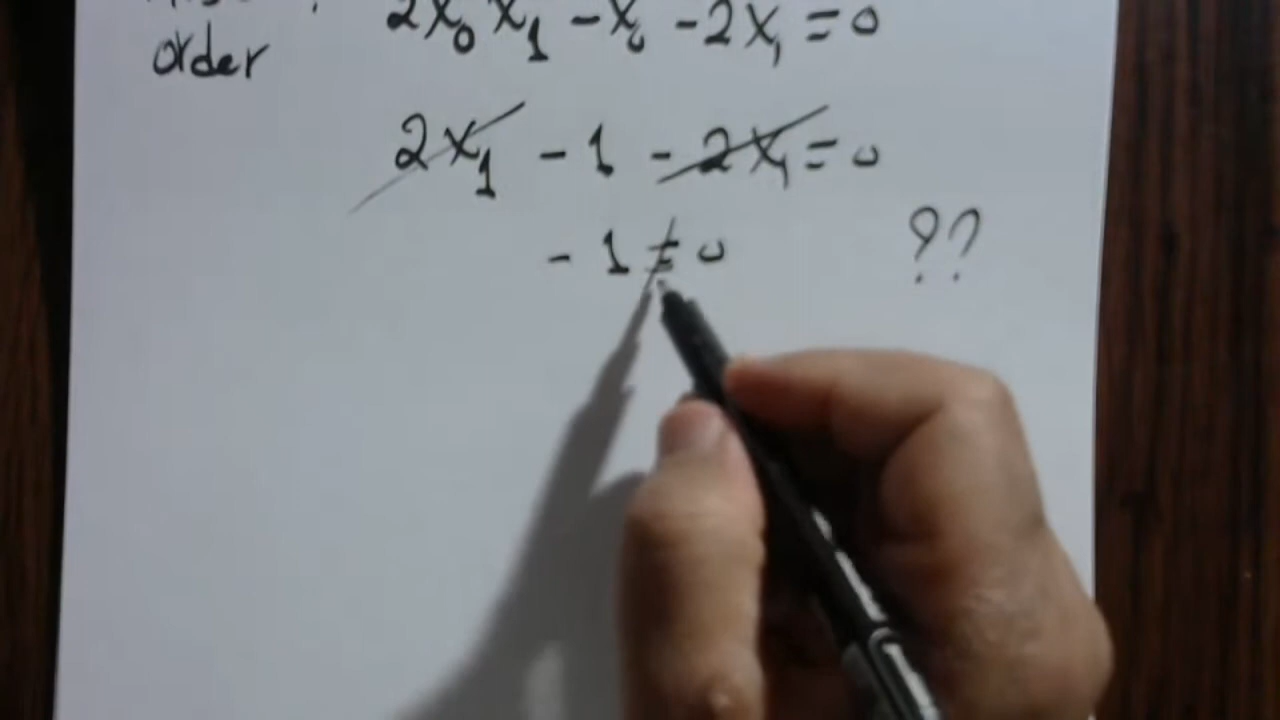 order 2x₀x₁ - x₀ - 2x₁ = 0
2x₁ - 1 - 2x₁ = 0
- 1 ≠ 0 ??